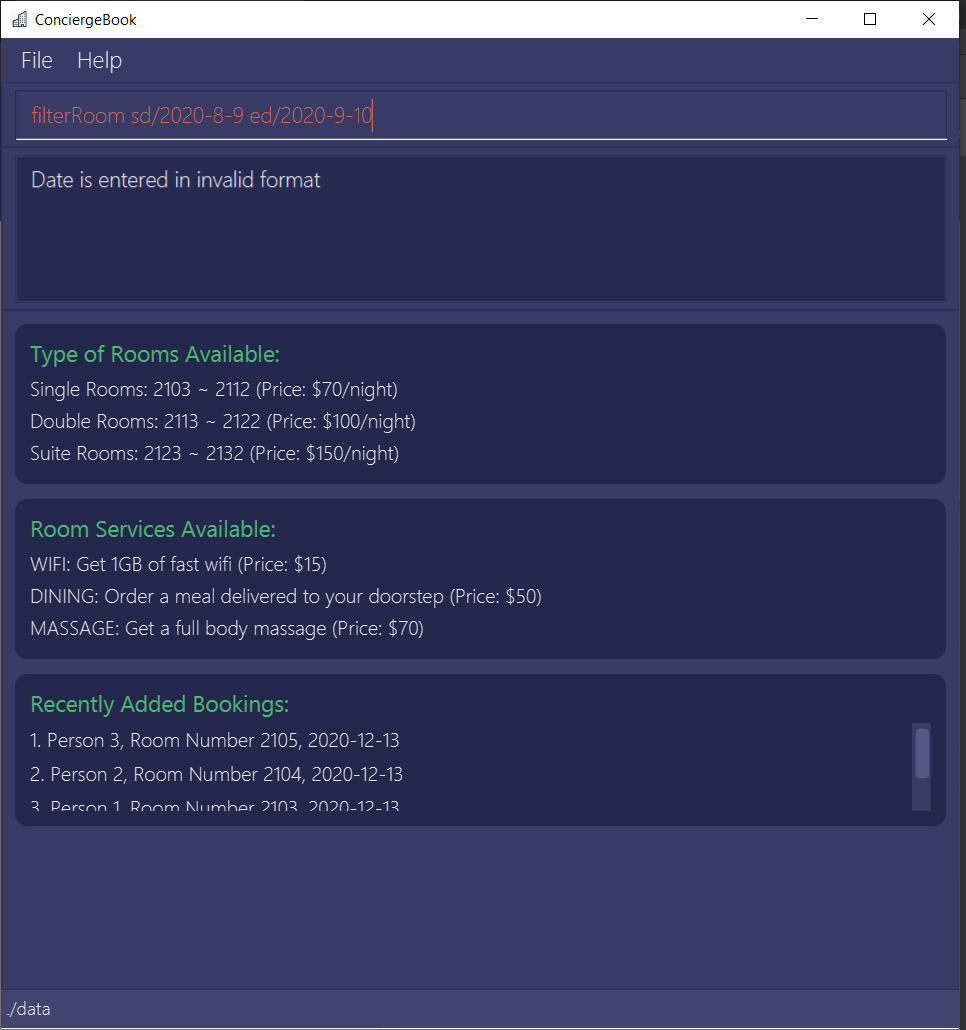 ConciergeBook
File Help
filterRoom sd/2020-8-9 ed/2020-9-10
Date is entered in invalid format
Type of Rooms Available:
Single Rooms: 2103 ~ 2112 (Price: $70/night)
Double Rooms: 2113 ~ 2122 (Price: $100/night)
Suite Rooms: 2123 ~ 2132 (Price: $150/night)
Room Services Available:
WIFI: Get 1GB of fast wifi (Price: $15)
DINING: Order a meal delivered to your doorstep (Price: $50)
MASSAGE: Get a full body massage (Price: $70)
Recently Added Bookings:
1. Person 3, Room Number 2105, 2020-12-13
2. Person 2, Room Number 2104, 2020-12-13
3. Person 1, Room Number 2103, 2020-12-13
./data